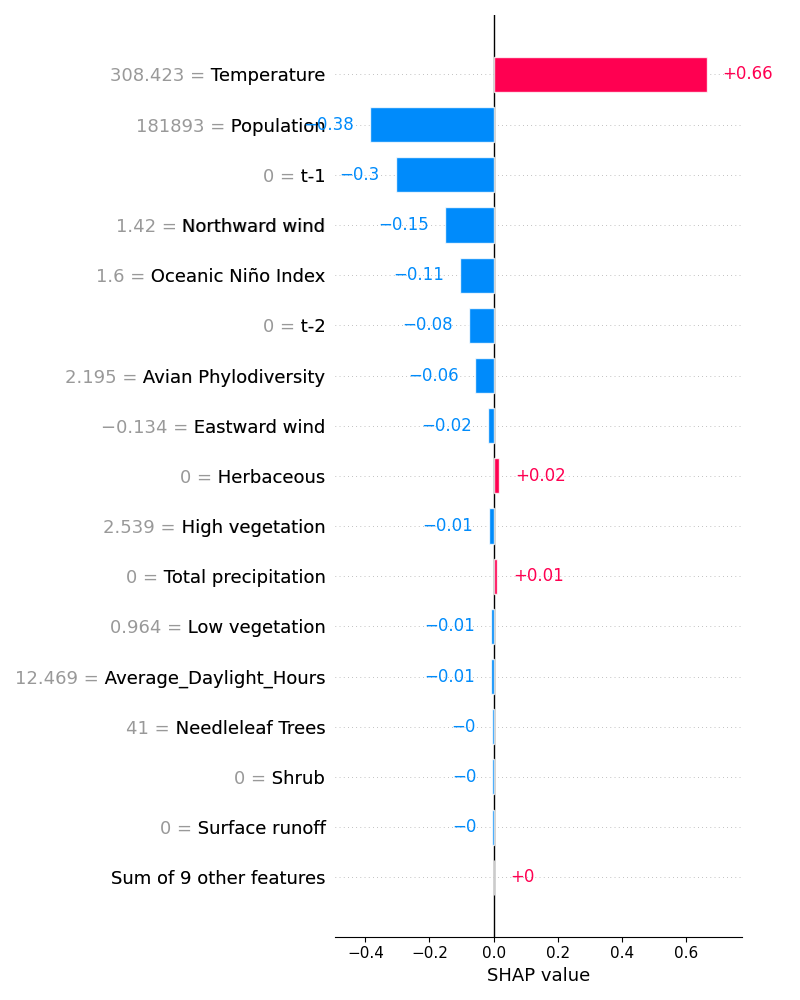 308.423 = Temperature +0.66
181893 = Population −0.38
0 = t-1 −0.3
1.42 = Northward wind −0.15
1.6 = Oceanic Niño Index −0.11
0 = t-2 −0.08
2.195 = Avian Phylodiversity −0.06
−0.134 = Eastward wind −0.02
0 = Herbaceous +0.02
2.539 = High vegetation −0.01
0 = Total precipitation +0.01
0.964 = Low vegetation −0.01
12.469 = Average_Daylight_Hours −0.01
41 = Needleleaf Trees −0
0 = Shrub −0
0 = Surface runoff −0
Sum of 9 other features +0
−0.4 −0.2 0.0 0.2 0.4 0.6
SHAP value